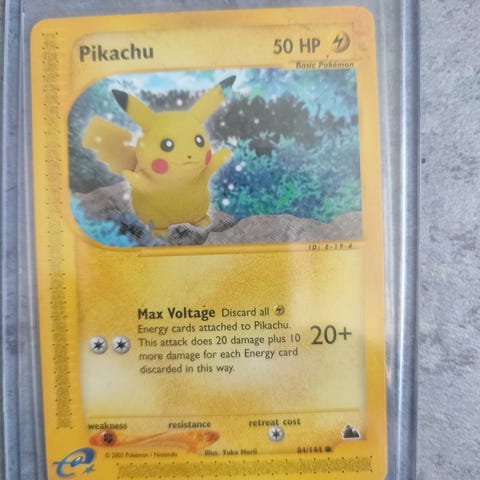 Pikachu
50 HP
Basic Pokémon
ID: E-19-#
Max Voltage Discard all
Energy cards attached to Pikachu.
This attack does 20 damage plus 10
more damage for each Energy card
discarded in this way.
20+
weakness resistance retreat cost
© 2003 Pokémon / Nintendo
Illus. Yuka Morii
84/144
e